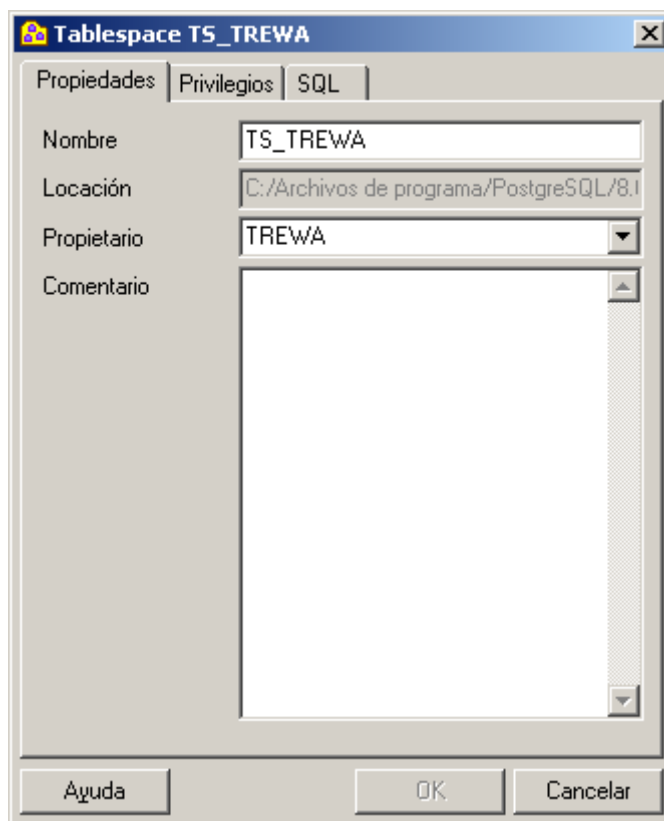 Tablespace TS_TREWA
Propiedades Privilegios SQL
Nombre TS_TREWA
Locación C:/Archivos de programa/PostgreSQL/8.
Propietario TREWA
Comentario
Ayuda OK Cancelar